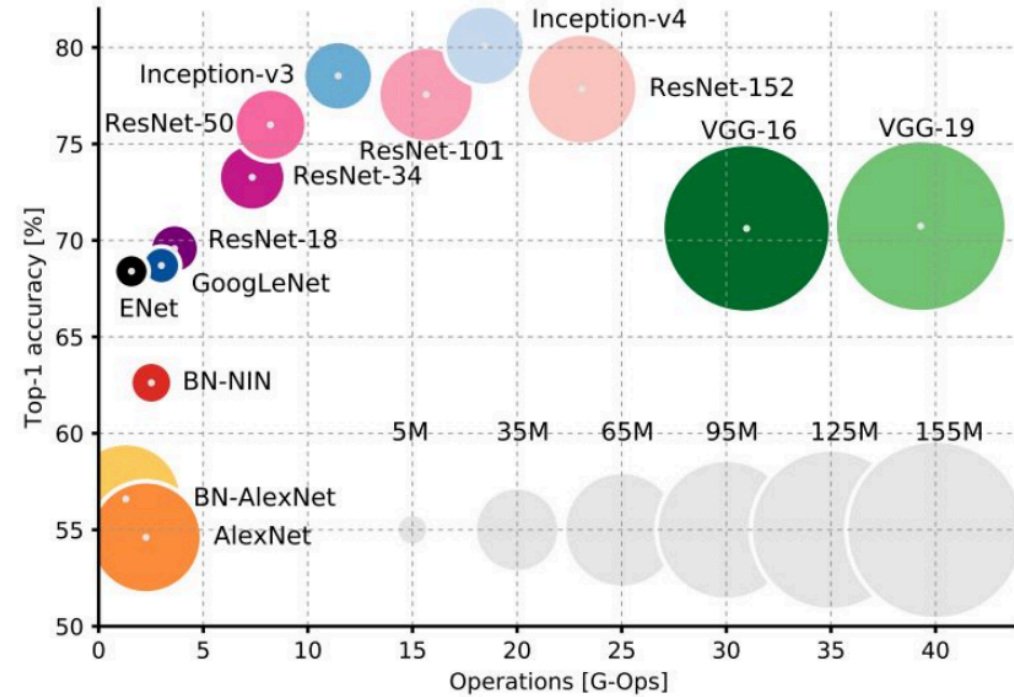 Inception-v4
80
Inception-v3
ResNet-152
ResNet-50
VGG-16
VGG-19
75
ResNet-101
ResNet-34
Top-1 accuracy [%]
70
ResNet-18
GoogLeNet
ENet
65
BN-NIN
60
5M 35M 65M 95M 125M 155M
BN-AlexNet
55
AlexNet
50
0 5 10 15 20 25 30 35 40
Operations [G-Ops]